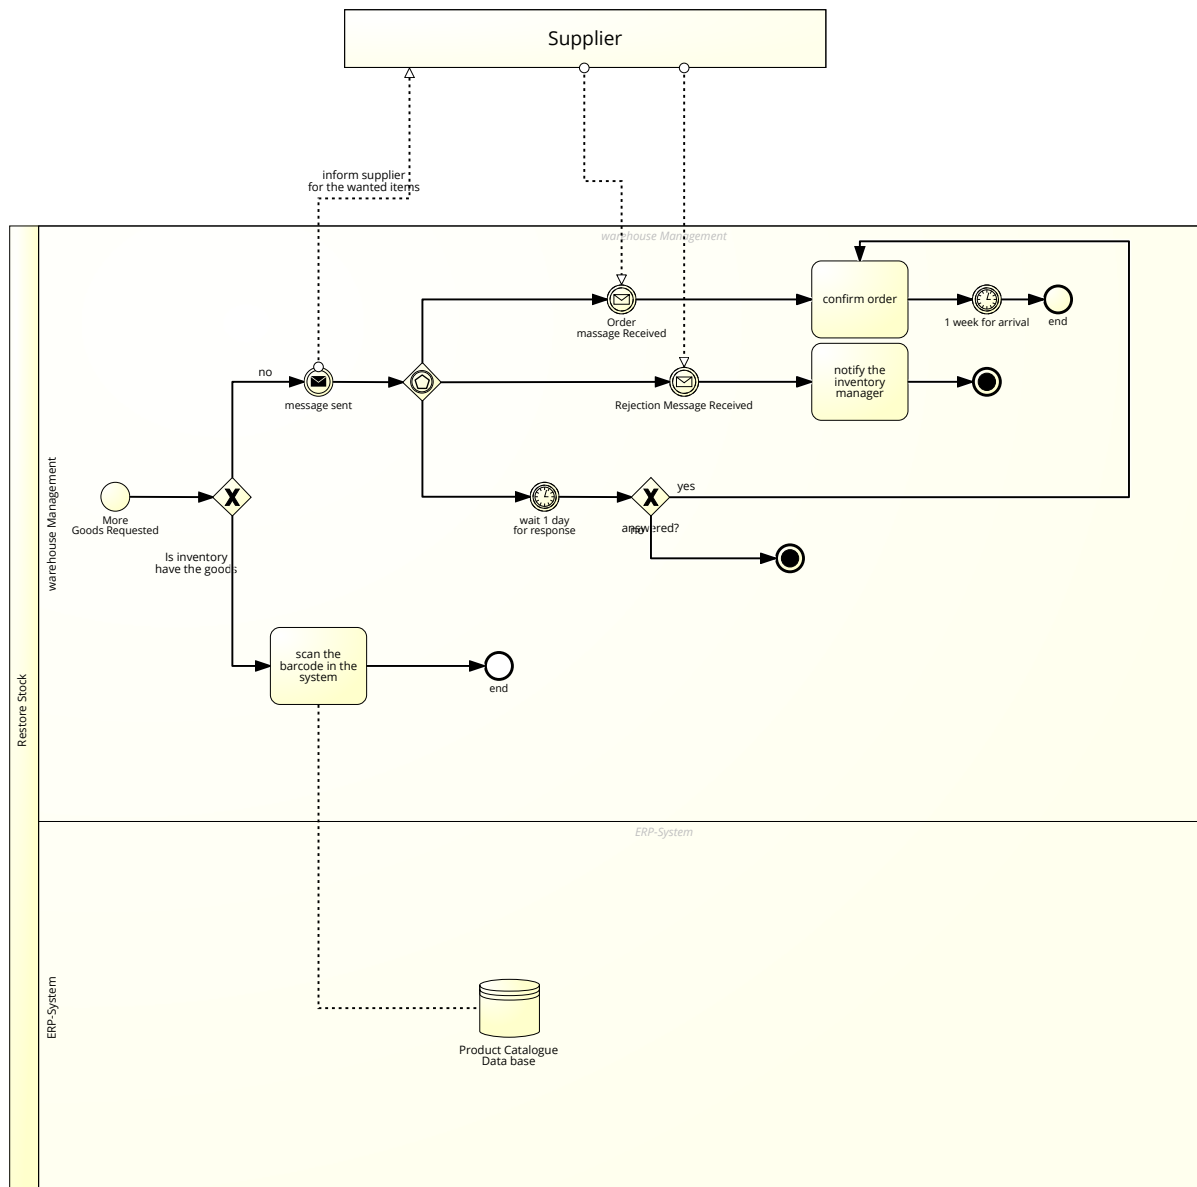 Supplier
inform supplier
for the wanted items
warehouse Management
confirm order
Order
massage Received
1 week for arrival
end
no
message sent
notify the
inventory
manager
Rejection Message Received
More
Goods Requested
yes
wait 1 day
for response
answered?
no
Is inventory
have the goods
warehouse Management
scan the
barcode in the
system
end
Restore Stock
ERP-System
ERP-System
Product Catalogue
Data base